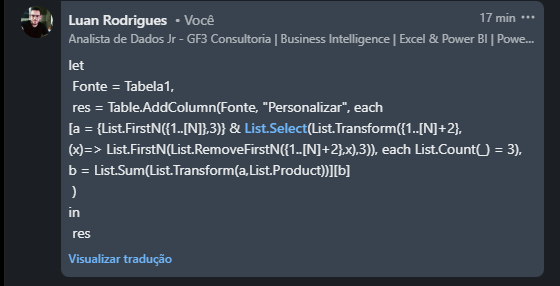 Luan Rodrigues • Você
17 min
Analista de Dados Jr - GF3 Consultoria | Business Intelligence | Excel & Power BI | Powe...
let
Fonte = Tabela1,
res = Table.AddColumn(Fonte, "Personalizar", each
[a = {List.FirstN({1..[N]},3)} & List.Select(List.Transform({1..[N]+2},
(x)=> List.FirstN(List.RemoveFirstN({1..[N]+2},x),3)), each List.Count(_) = 3),
b = List.Sum(List.Transform(a,List.Product))][b]
)
in
res
Visualizar tradução